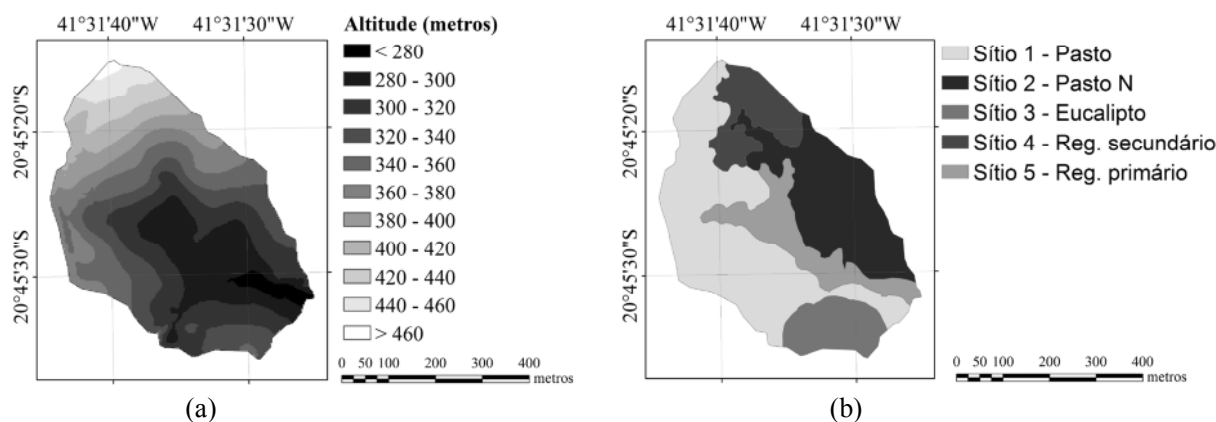 41°31'40"W 41°31'30"W
20°45'20"S
20°45'30"S
Altitude (metros)
< 280
280 - 300
300 - 320
320 - 340
340 - 360
360 - 380
380 - 400
400 - 420
420 - 440
440 - 460
> 460
0 50 100 200 300 400
metros
(a)
41°31'40"W 41°31'30"W
20°45'20"S
20°45'30"S
Sítio 1 - Pasto
Sítio 2 - Pasto N
Sítio 3 - Eucalipto
Sítio 4 - Reg. secundário
Sítio 5 - Reg. primário
0 50 100 200 300 400
metros
(b)